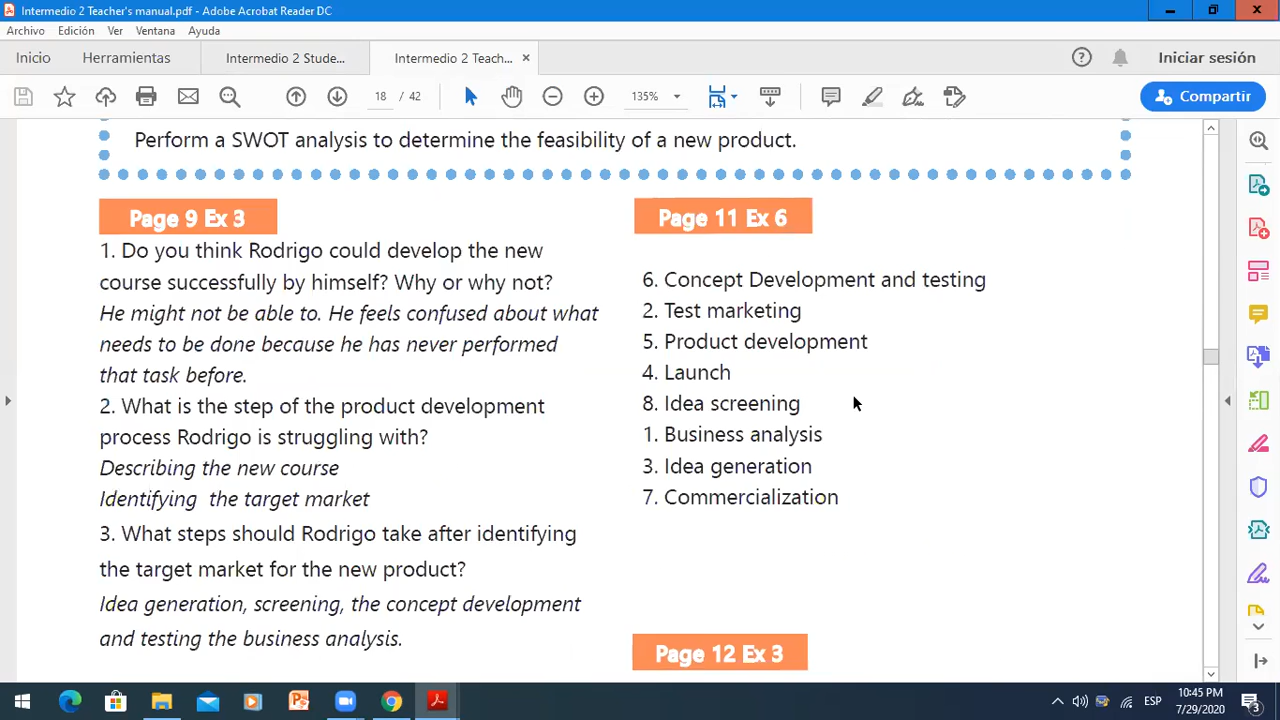 Intermedio 2 Teacher's manual.pdf - Adobe Acrobat Reader DC
Archivo Edición Ver Ventana Ayuda
Inicio Herramientas Intermedio 2 Stude... Intermedio 2 Teach... Iniciar sesión
18 / 42 135% Compartir
Perform a SWOT analysis to determine the feasibility of a new product.
Page 9 Ex 3
1. Do you think Rodrigo could develop the new
course successfully by himself? Why or why not?
He might not be able to. He feels confused about what
needs to be done because he has never performed
that task before.
2. What is the step of the product development
process Rodrigo is struggling with?
Describing the new course
Identifying the target market
3. What steps should Rodrigo take after identifying
the target market for the new product?
Idea generation, screening, the concept development
and testing the business analysis.
Page 11 Ex 6
6. Concept Development and testing
2. Test marketing
5. Product development
4. Launch
8. Idea screening
1. Business analysis
3. Idea generation
7. Commercialization
Page 12 Ex 3
ESP
10:45 PM
7/29/2020
3